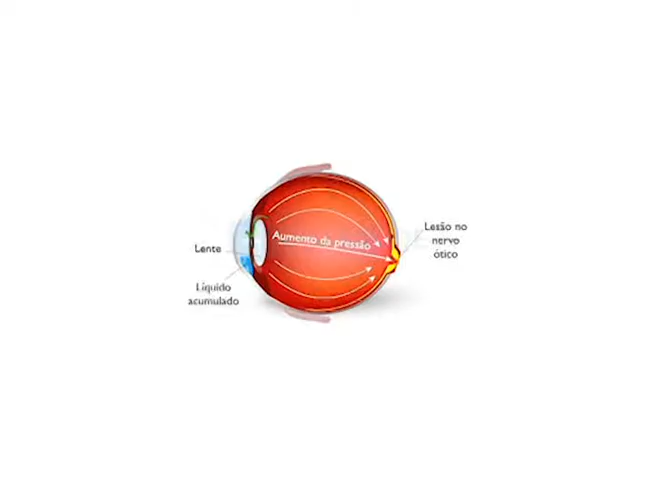 Aumento da pressão
Lesão no
nervo
ótico
Lente
Líquido
acumulado